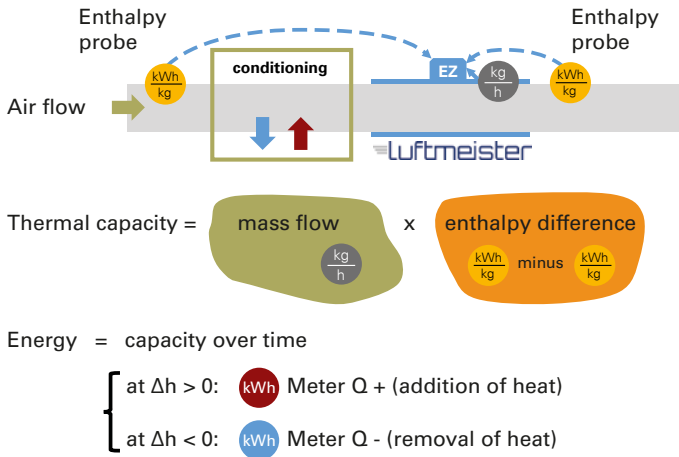 Enthalpy probe
Enthalpy probe
kWh
kg
conditioning
EZ
kg
h
kWh
kg
Air flow
Luftmeister
Thermal capacity = mass flow x enthalpy difference
kg
h
kWh
kg
minus
kWh
kg
Energy = capacity over time
at Δh > 0: kWh Meter Q + (addition of heat)
at Δh < 0: kWh Meter Q - (removal of heat)